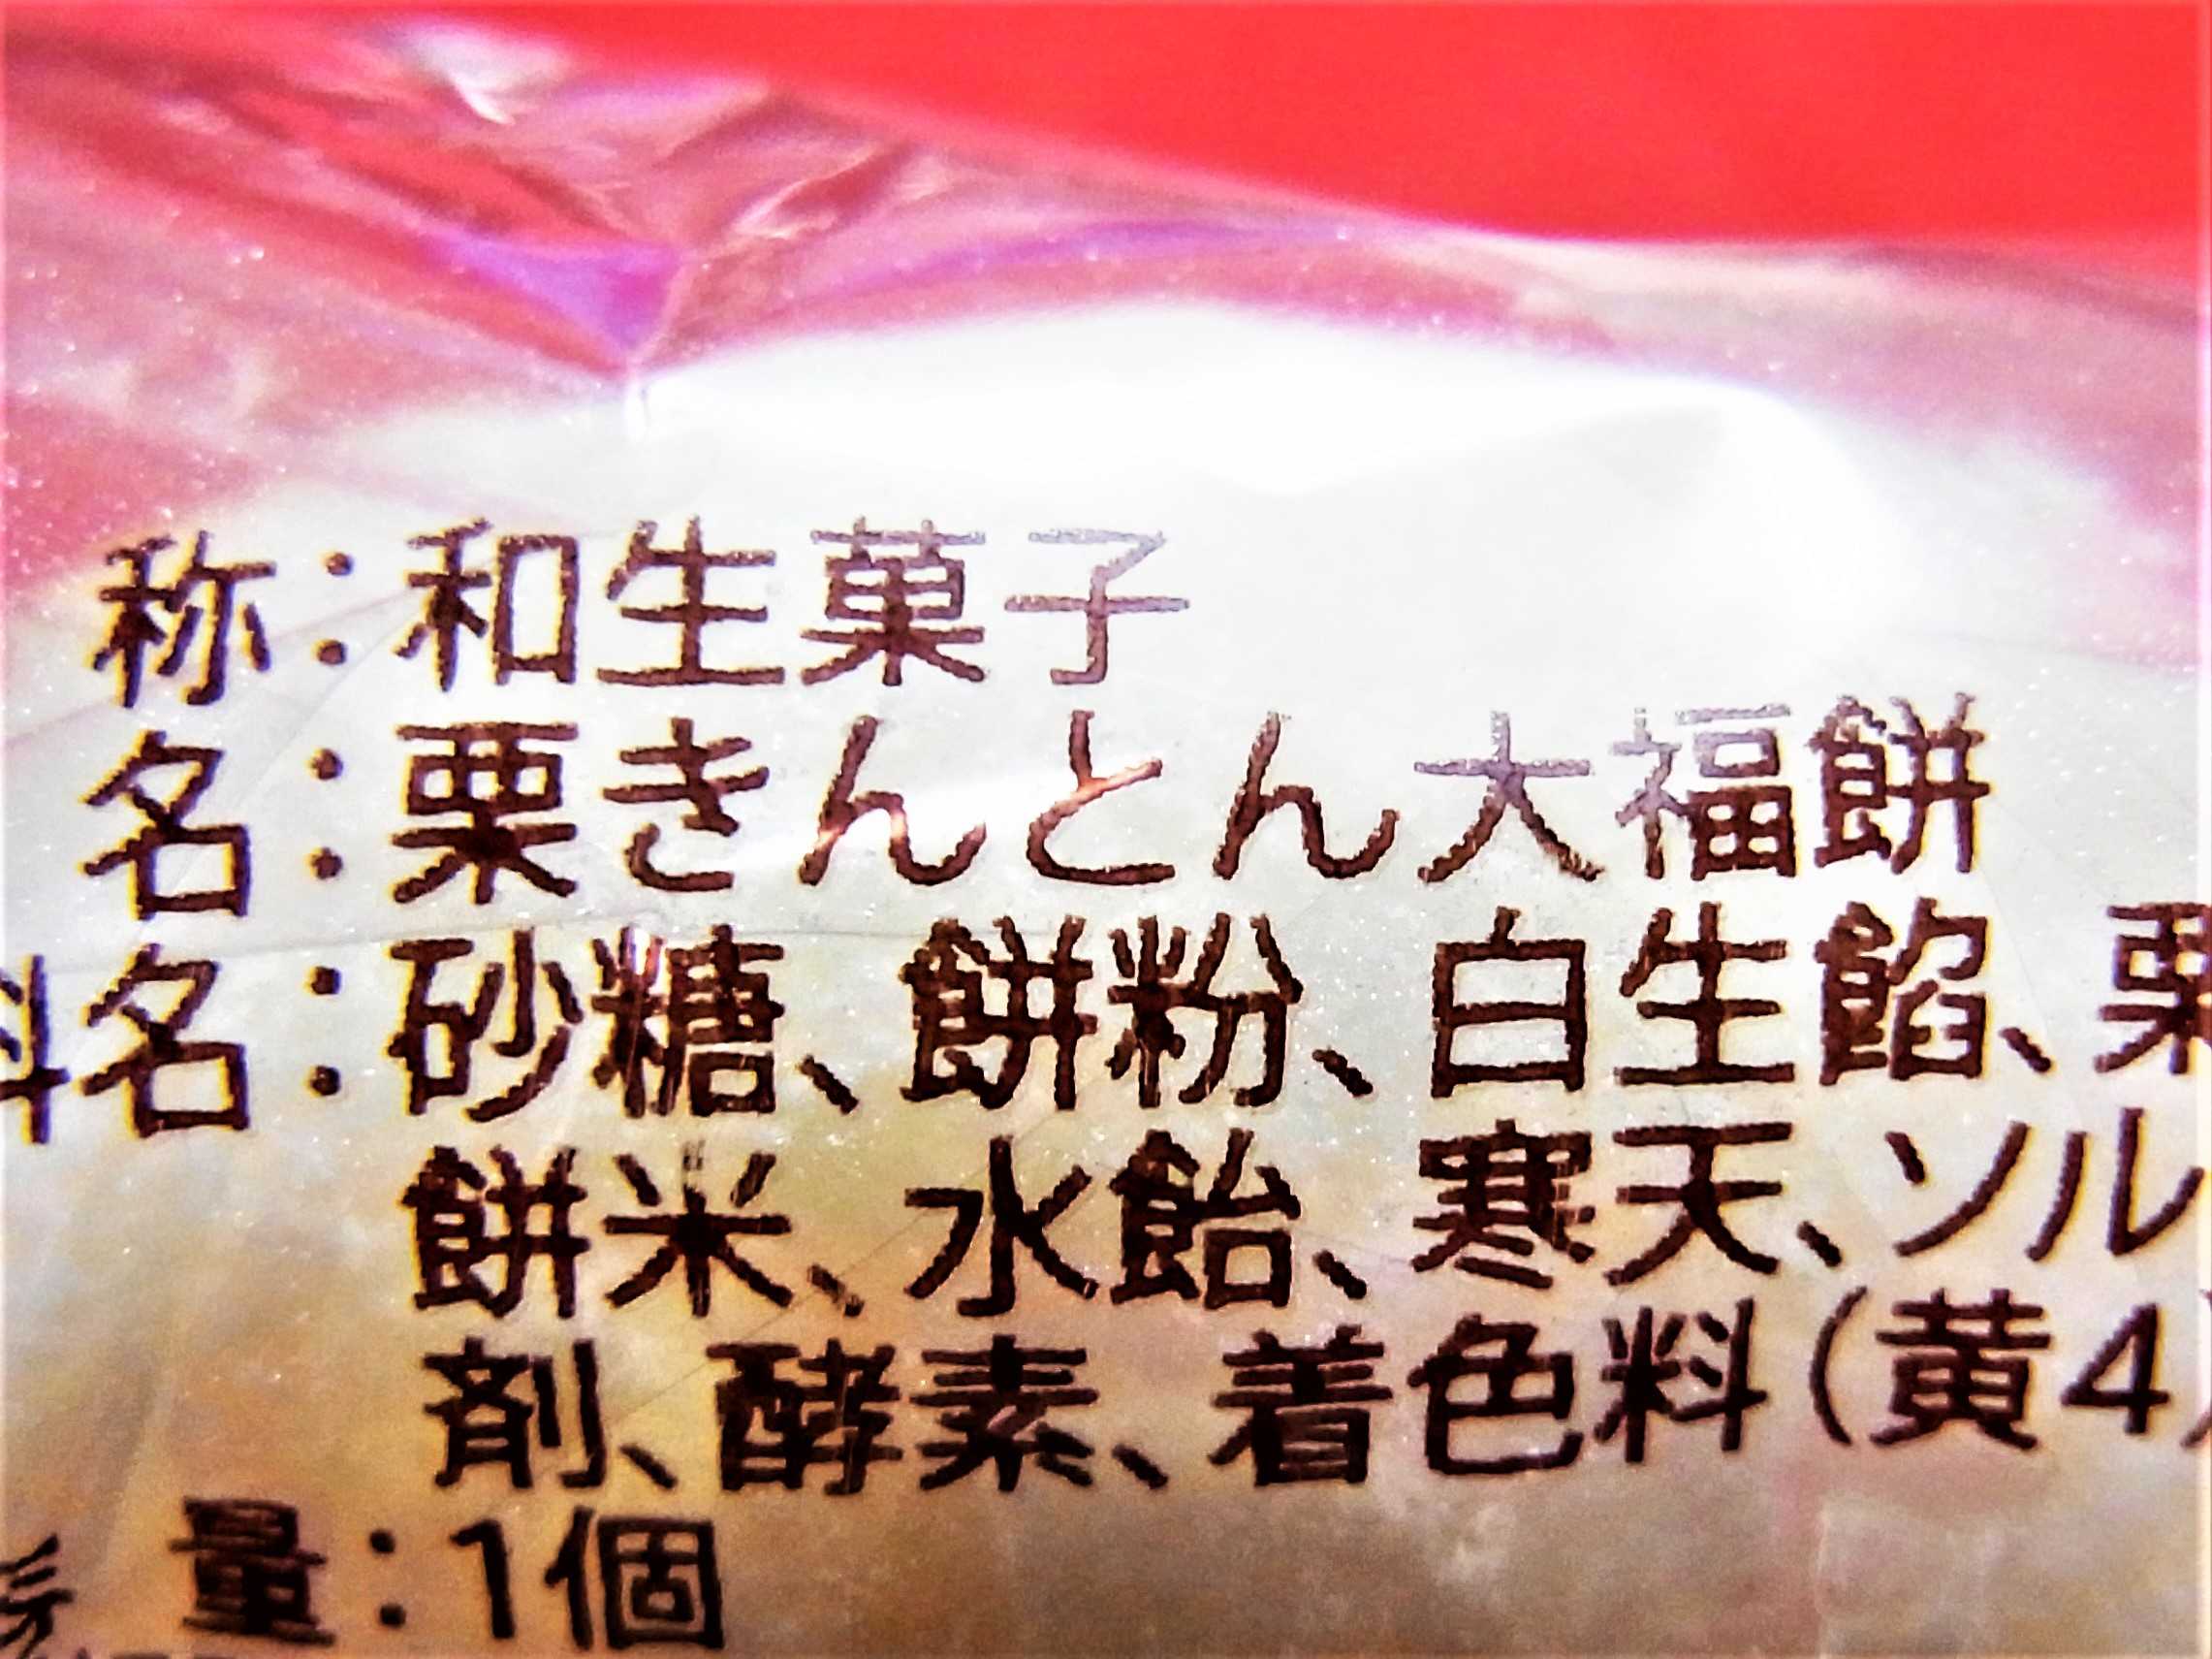 称：和生菓子
名：栗きんとん大福餅
料名：砂糖、餅粉、白生餡、栗
餅米、水飴、寒天、ソル
剤、酵素、着色料（黄4）
量：1個